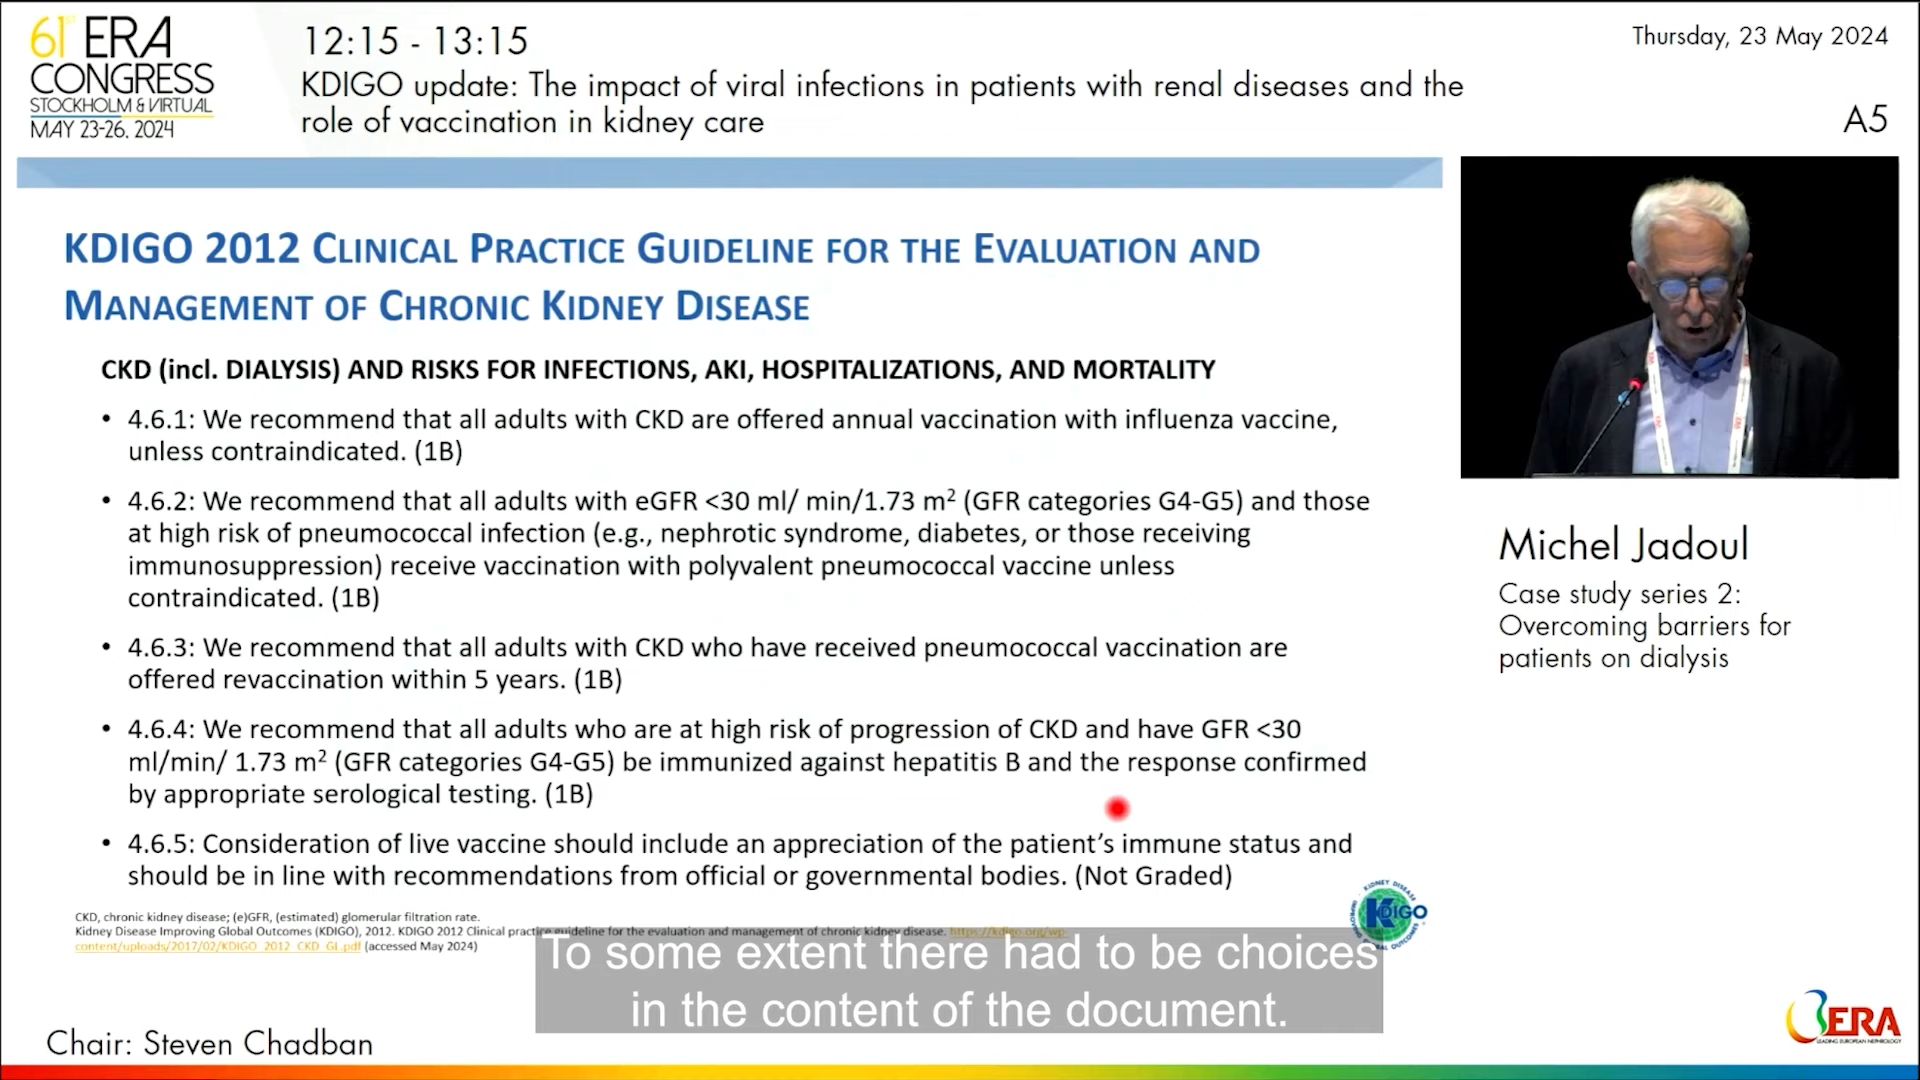 61ST ERA
CONGRESS
STOCKHOLM & VIRTUAL
MAY 23-26, 2024
12:15 - 13:15
KDIGO update: The impact of viral infections in patients with renal diseases and the
role of vaccination in kidney care
Thursday, 23 May 2024
A5
KDIGO 2012 CLINICAL PRACTICE GUIDELINE FOR THE EVALUATION AND
MANAGEMENT OF CHRONIC KIDNEY DISEASE
CKD (incl. DIALYSIS) AND RISKS FOR INFECTIONS, AKI, HOSPITALIZATIONS, AND MORTALITY
• 4.6.1: We recommend that all adults with CKD are offered annual vaccination with influenza vaccine,
unless contraindicated. (1B)
• 4.6.2: We recommend that all adults with eGFR <30 ml/ min/1.73 m² (GFR categories G4-G5) and those
at high risk of pneumococcal infection (e.g., nephrotic syndrome, diabetes, or those receiving
immunosuppression) receive vaccination with polyvalent pneumococcal vaccine unless
contraindicated. (1B)
• 4.6.3: We recommend that all adults with CKD who have received pneumococcal vaccination are
offered revaccination within 5 years. (1B)
• 4.6.4: We recommend that all adults who are at high risk of progression of CKD and have GFR <30
ml/min/ 1.73 m² (GFR categories G4-G5) be immunized against hepatitis B and the response confirmed
by appropriate serological testing. (1B)
• 4.6.5: Consideration of live vaccine should include an appreciation of the patient's immune status and
should be in line with recommendations from official or governmental bodies. (Not Graded)
CKD, chronic kidney disease; (e)GFR, (estimated) glomerular filtration rate.
Kidney Disease Improving Global Outcomes (KDIGO), 2012. KDIGO 2012 Clinical practice guideline for the evaluation and management of chronic kidney disease. https://kdigo.org/wp-
content/uploads/2017/02/KDIGO_2012_CKD_GL.pdf (accessed May 2024)
KIDNEY DISEASE
KDIGO
IMPROVING GLOBAL OUTCOMES
To some extent there had to be choices
in the content of the document.
Michel Jadoul
Case study series 2:
Overcoming barriers for
patients on dialysis
Chair: Steven Chadban
ERA
LEADING EUROPEAN NEPHROLOGY